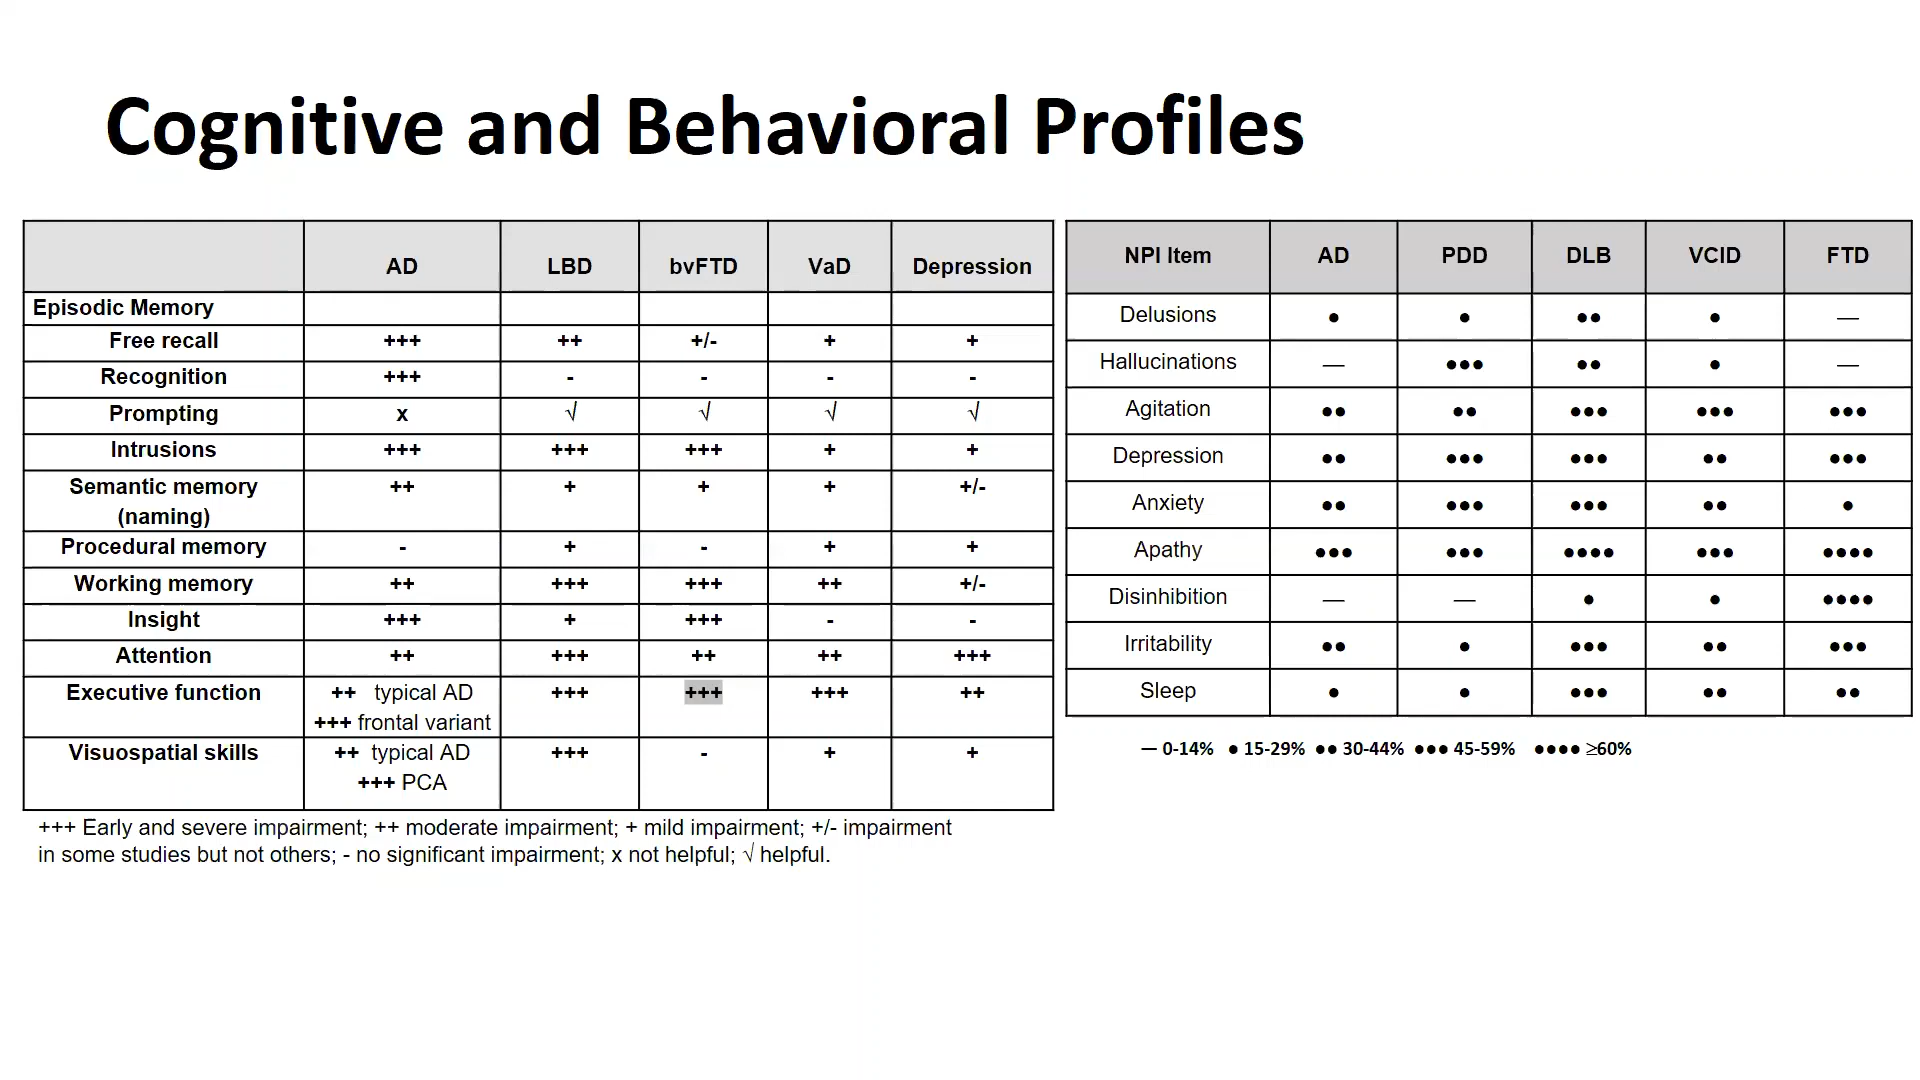 Cognitive and Behavioral Profiles
AD LBD bvFTD VaD Depression
Episodic Memory
Free recall +++ ++ +/- + +
Recognition +++ - - - -
Prompting x √ √ √ √
Intrusions +++ +++ +++ + +
Semantic memory ++ + + + +/-
(naming)
Procedural memory - + - + +
Working memory ++ +++ +++ ++ +/-
Insight +++ + +++ - -
Attention ++ +++ ++ ++ +++
Executive function ++ typical AD +++ +++ +++ ++
+++ frontal variant
Visuospatial skills ++ typical AD +++ - + +
+++ PCA
+++ Early and severe impairment; ++ moderate impairment; + mild impairment; +/- impairment
in some studies but not others; - no significant impairment; x not helpful; √ helpful.
NPI Item AD PDD DLB VCID FTD
Delusions ● ● ●● ● —
Hallucinations — ●●● ●● ● —
Agitation ●● ●● ●●● ●●● ●●●
Depression ●● ●●● ●●● ●● ●●●
Anxiety ●● ●●● ●●● ●● ●
Apathy ●●● ●●● ●●●● ●●● ●●●●
Disinhibition — — ● ● ●●●●
Irritability ●● ● ●●● ●● ●●●
Sleep ● ● ●●● ●● ●●
— 0-14% ● 15-29% ●● 30-44% ●●● 45-59% ●●●● ≥60%